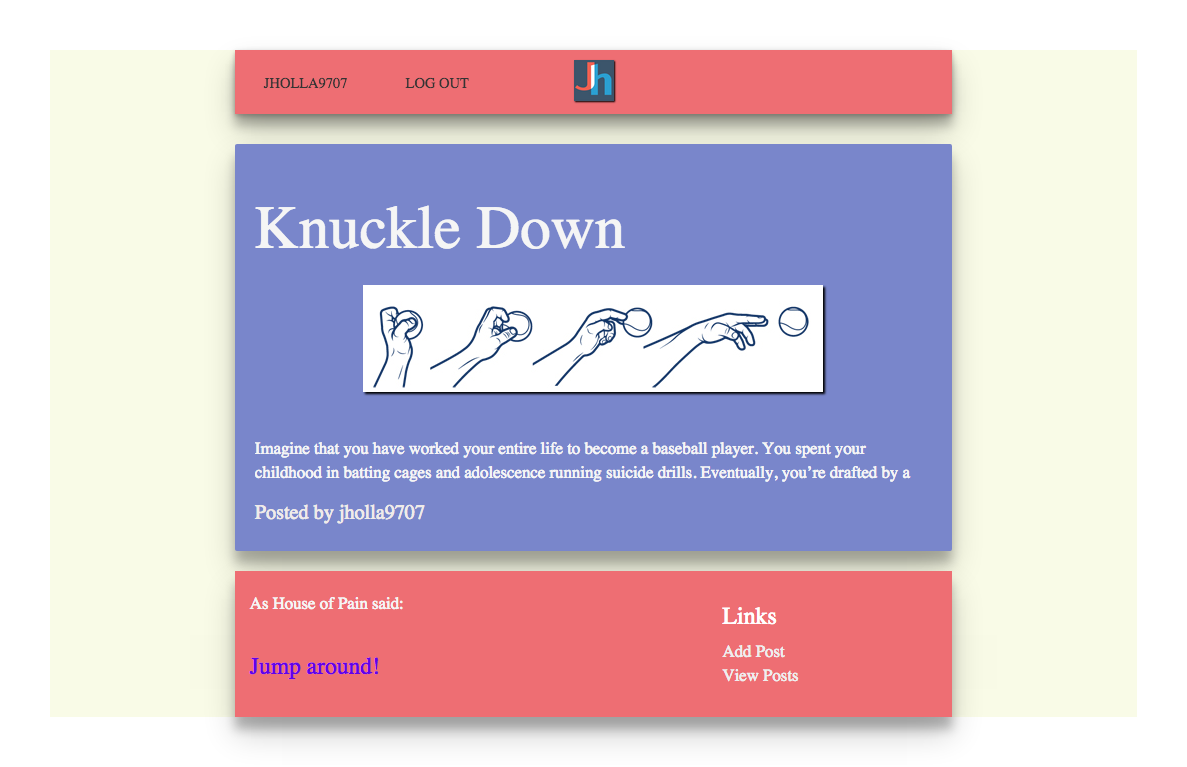 JHOLLA9707 LOG OUT Jh
Knuckle Down
Imagine that you have worked your entire life to become a baseball player. You spent your
childhood in batting cages and adolescence running suicide drills. Eventually, you’re drafted by a
Posted by jholla9707
As House of Pain said:
Jump around!
Links
Add Post
View Posts